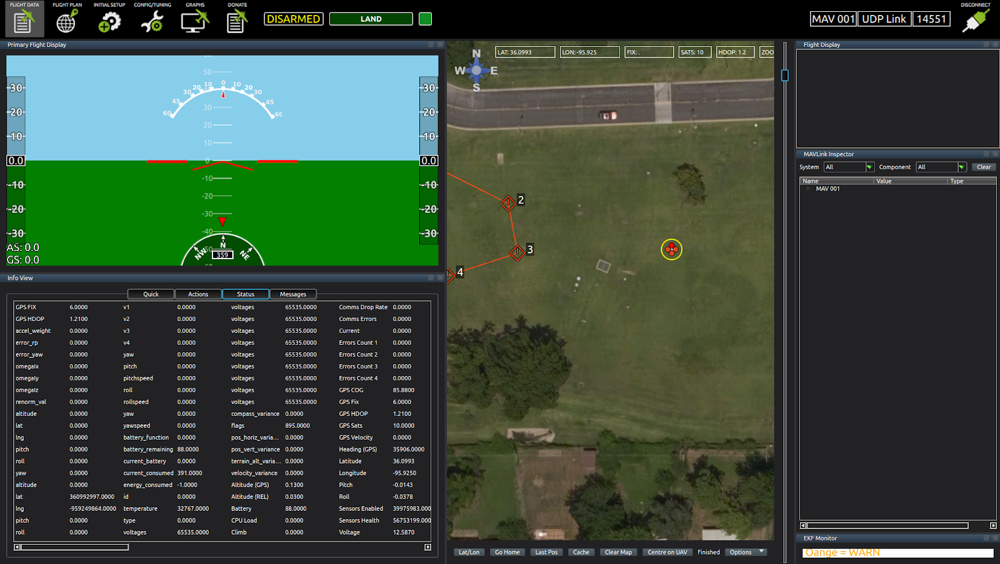 FLIGHT DATA FLIGHT PLAN INITIAL SETUP CONFIG/TUNING GRAPHS DONATE DISARMED LAND MAV 001 UDP Link 14551 DISCONNECT
Primary Flight Display
50
30
20
10
0
-10
-20
-30
-40
60 45 30 20 10 0 10 20 30 45 60
30
20
10
0.0
-10
-20
-30
30
20
10
0.0
-10
-20
-30
AS: 0.0
GS: 0.0
NW N NE
359
Info View
Quick Actions Status Messages
GPS FIX 6.0000 v1 0.0000 voltages 65535.0000 Comms Drop Rate 0.0000
GPS HDOP 1.2100 v2 0.0000 voltages 65535.0000 Comms Errors 0.0000
accel_weight 0.0000 v3 0.0000 voltages 65535.0000 Current 0.0000
error_rp 0.0000 v4 0.0000 voltages 65535.0000 Errors Count 1 0.0000
error_yaw 0.0000 yaw 0.0000 voltages 65535.0000 Errors Count 2 0.0000
omegaIx 0.0000 pitch 0.0000 voltages 65535.0000 Errors Count 3 0.0000
omegaIy 0.0000 pitchspeed 0.0000 voltages 65535.0000 Errors Count 4 0.0000
omegaIz 0.0000 roll 0.0000 voltages 65535.0000 GPS COG 85.8800
renorm_val 0.0000 rollspeed 0.0000 voltages 65535.0000 GPS Fix 6.0000
altitude 0.0000 yaw 0.0000 compass_variance 0.0000 GPS HDOP 1.2100
lat 0.0000 yawspeed 0.0000 flags 895.0000 GPS Sats 10.0000
lng 0.0000 battery_function 0.0000 pos_horiz_varia... 0.0000 GPS Velocity 0.0000
pitch 0.0000 battery_remaining 88.0000 pos_vert_variance 0.0000 Heading (GPS) 35906.0000
roll 0.0000 current_battery 0.0000 terrain_alt_varia... 0.0000 Latitude 36.0993
yaw 0.0000 current_consumed 391.0000 velocity_variance 0.0000 Longitude -95.9250
altitude 0.0000 energy_consumed -1.0000 Altitude (GPS) 0.1300 Pitch -0.0143
lat 360992997.0000 id 0.0000 Altitude (REL) 0.0300 Roll -0.0378
lng -959249864.0000 temperature 32767.0000 Battery 88.0000 Sensors Enabled 39975983.000
pitch 0.0000 type 0.0000 CPU Load 0.0000 Sensors Health 56753199.000
roll 0.0000 voltages 65535.0000 Climb 0.0000 Voltage 12.5870
N
W E
S
LAT: 36.0993 LON: -95.925 FIX: . SATS: 10 HDOP: 1.2 ZOO
2
3
4
Lat/Lon Go Home Last Pos Cache Clear Map Centre on UAV Finished Options
Flight Display
MAVLink Inspector
System All Component All Clear
Name Value Type
MAV 001
EKF Monitor
Oange = WARN